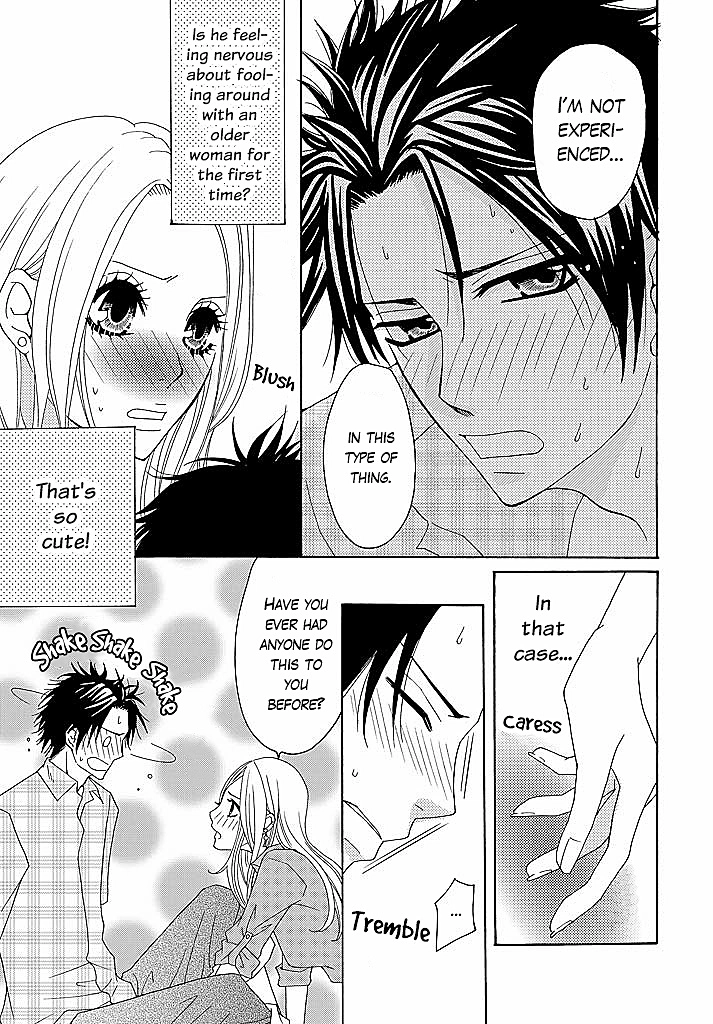 I'M NOT
EXPERI-
ENCED...
IN THIS
TYPE OF
THING.
Is he feel-
ing nervous
about fool-
ing around
with an
older
woman for
the first
time?
Blush
That's
so
cute!
In
that
case...
Caress
...
Tremble
HAVE YOU
EVER HAD
ANYONE DO
THIS TO
YOU
BEFORE?
Shake Shake Shake